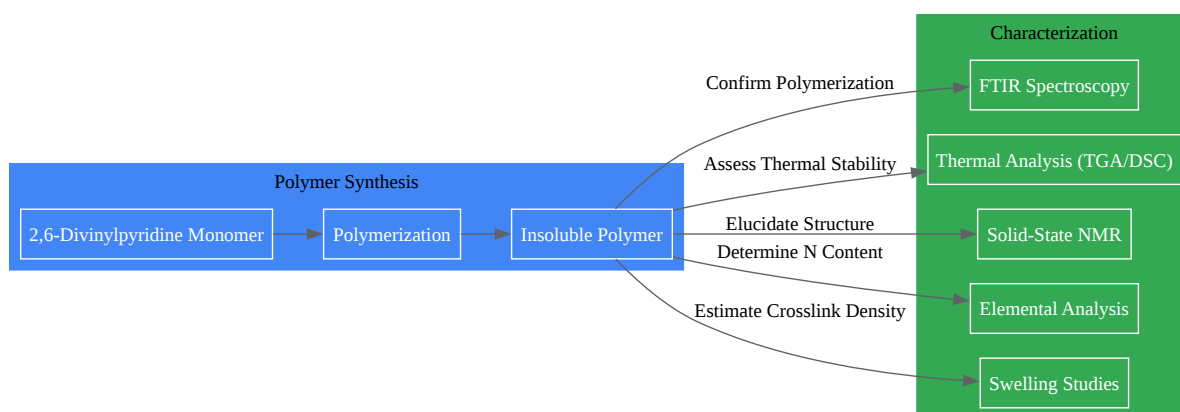 Characterization
Confirm Polymerization
FTIR Spectroscopy
Assess Thermal Stability
Thermal Analysis (TGA/DSC)
Polymer Synthesis
2,6-Divinylpyridine Monomer
Polymerization
Insoluble Polymer
Elucidate Structure
Solid-State NMR
Determine N Content
Elemental Analysis
Estimate Crosslink Density
Swelling Studies